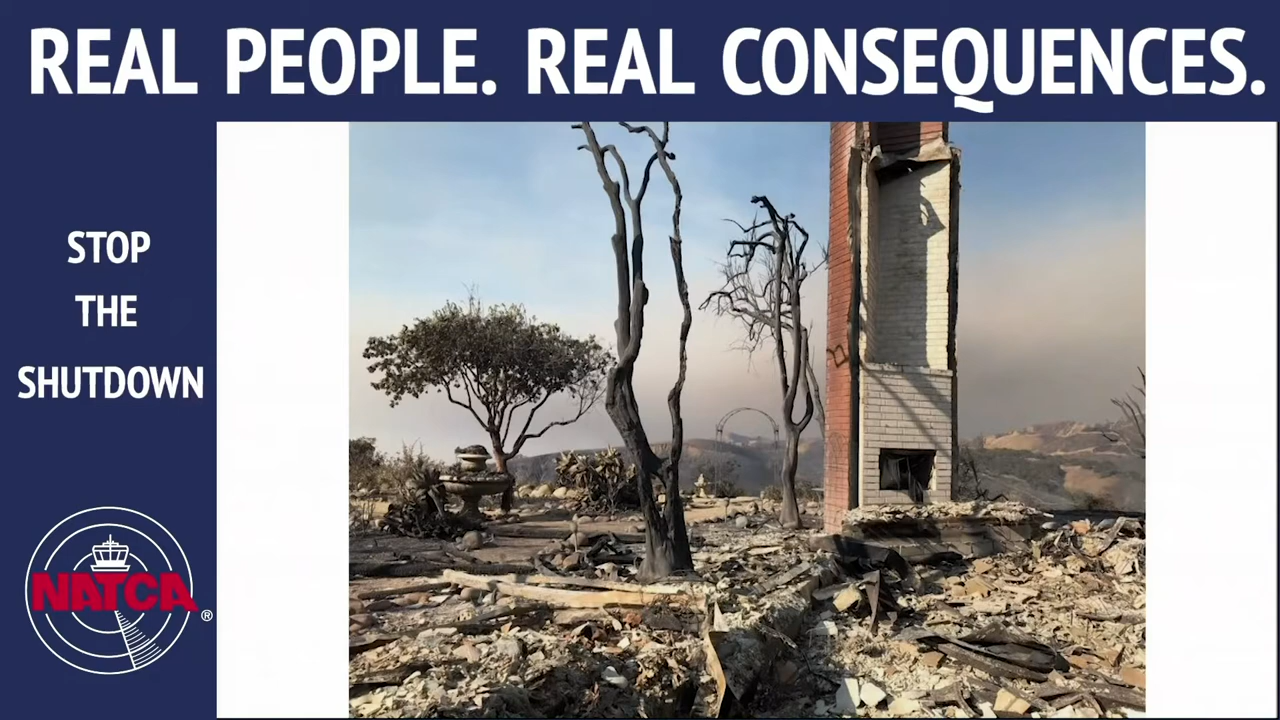 REAL PEOPLE. REAL CONSEQUENCES.
STOP
THE
SHUTDOWN
NATCA®